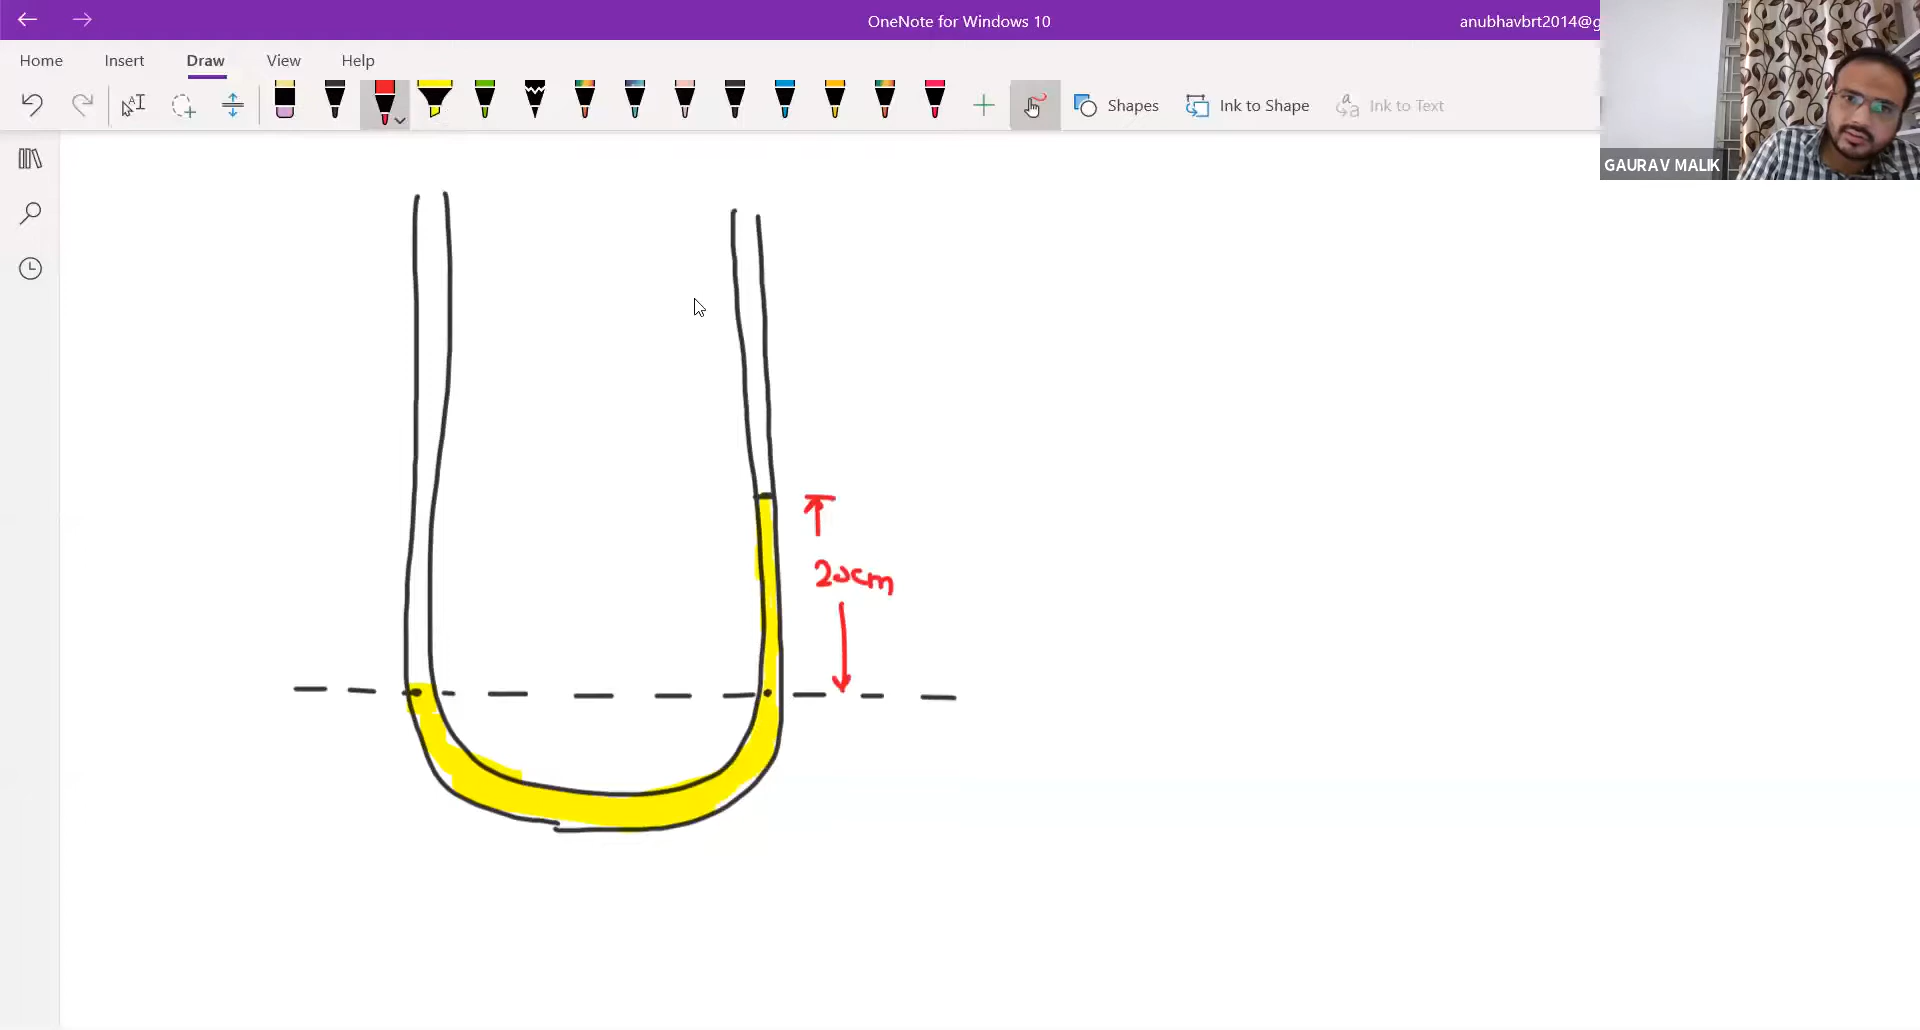 OneNote for Windows 10
anubhavbrt2014@g
Home Insert Draw View Help
Shapes Ink to Shape Ink to Text
GAURAV MALIK
20cm